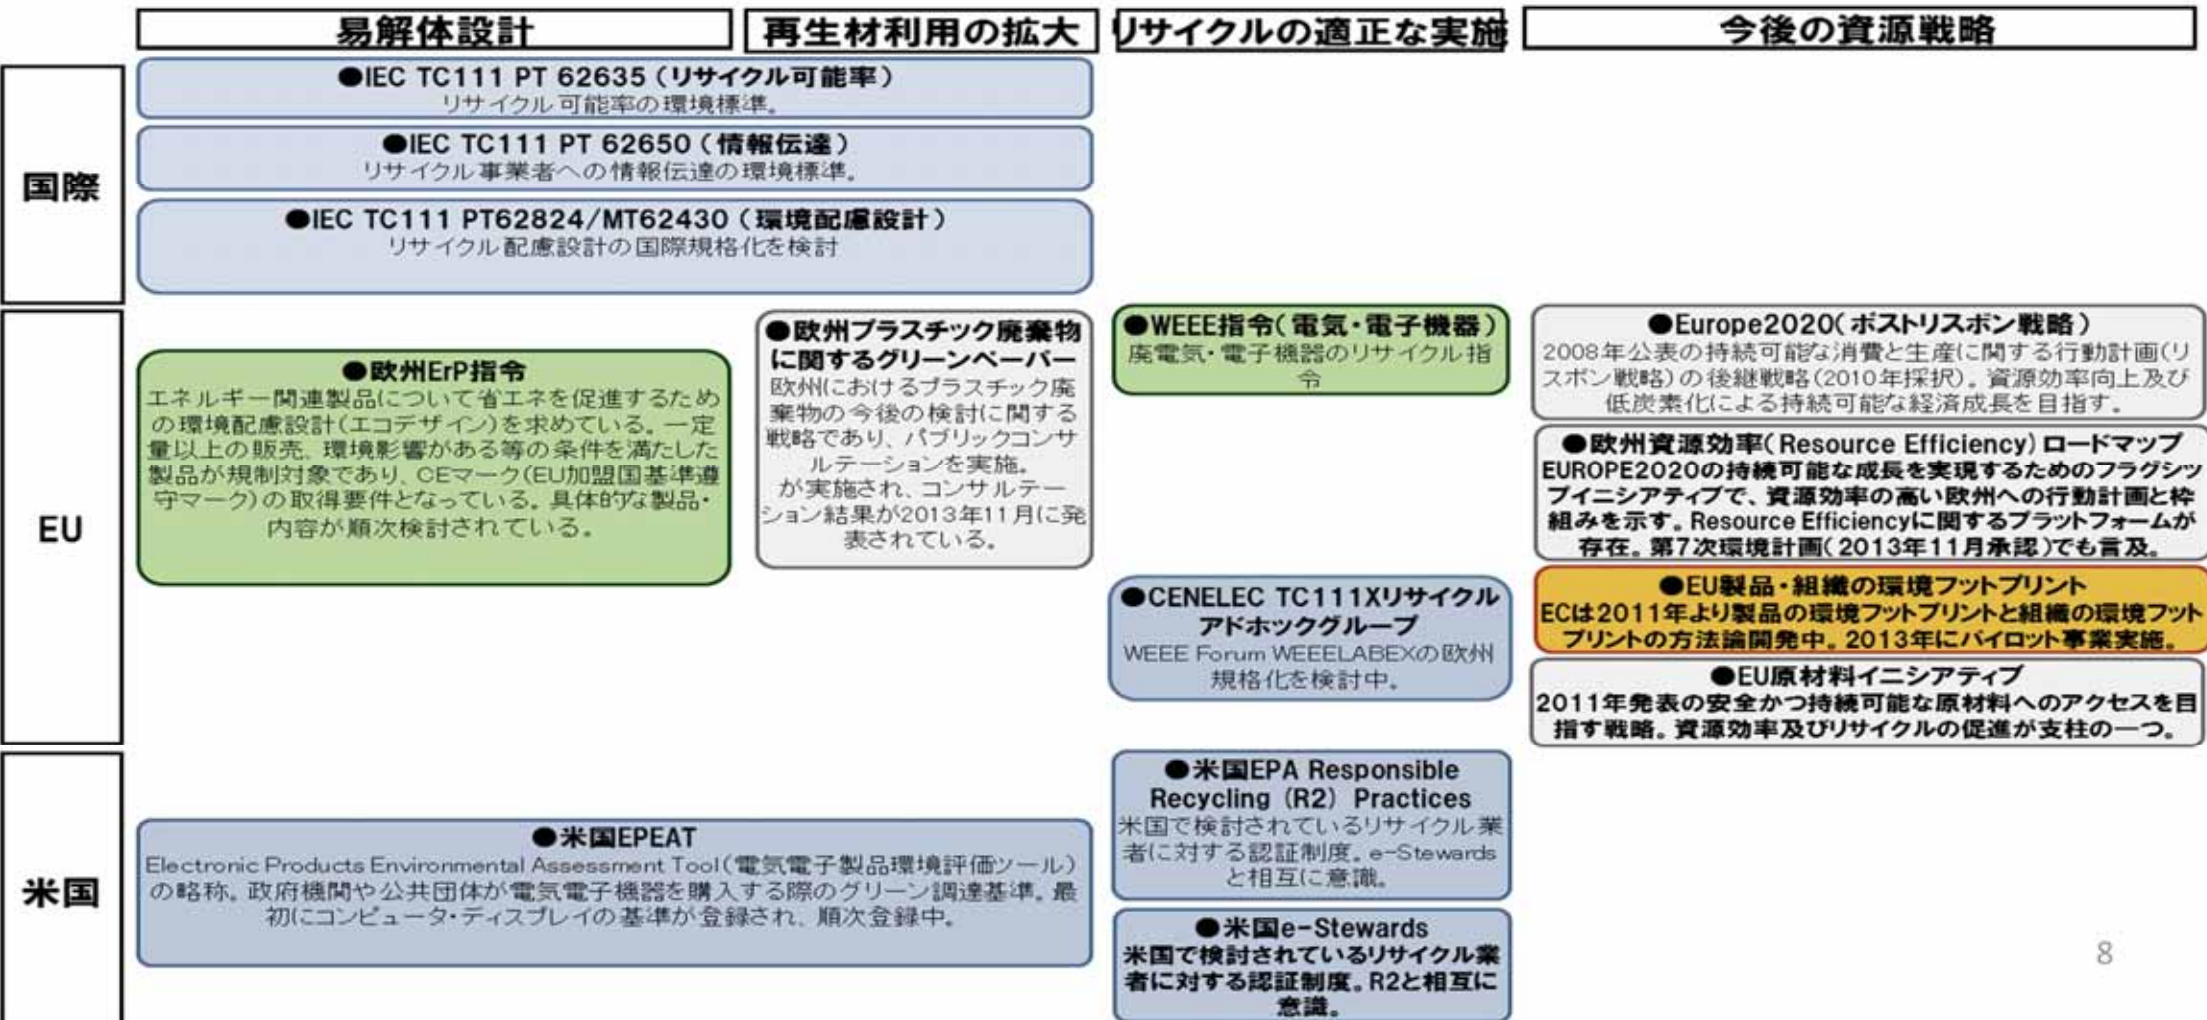 易解体設計
再生材利用の拡大
リサイクルの適正な実施
今後の資源戦略
国際
●IEC TC111 PT 62635（リサイクル可能率）
リサイクル可能率の環境標準。
●IEC TC111 PT 62650（情報伝達）
リサイクル事業者への情報伝達の環境標準。
●IEC TC111 PT62824/MT62430（環境配慮設計）
リサイクル配慮設計の国際規格化を検討
EU
●欧州ErP指令
エネルギー関連製品について省エネを促進するため
の環境配慮設計(エコデザイン)を求めている。一定
量以上の販売、環境影響がある等の条件を満たした
製品が規制対象であり、CEマーク(EU加盟国基準遵
守マーク)の取得要件となっている。具体的な製品・
内容が順次検討されている。
●欧州プラスチック廃棄物
に関するグリーンペーパー
欧州におけるプラスチック廃
棄物の今後の検討に関する
戦略であり、パブリックコンサ
ルテーションを実施。
が実施され、コンサルテー
ション結果が2013年11月に発
表されている。
●WEEE指令(電気・電子機器)
廃電気・電子機器のリサイクル指
令
●CENELEC TC111Xリサイクル
アドホックグループ
WEEE Forum WEEELABEXの欧州
規格化を検討中。
●Europe2020(ポストリスボン戦略)
2008年公表の持続可能な消費と生産に関する行動計画(リ
スボン戦略)の後継戦略(2010年採択)。資源効率向上及び
低炭素化による持続可能な経済成長を目指す。
●欧州資源効率(Resource Efficiency)ロードマップ
EUROPE2020の持続可能な成長を実現するためのフラグシッ
プイニシアティブで、資源効率の高い欧州への行動計画と枠
組みを示す。Resource Efficiencyに関するプラットフォームが
存在。第7次環境計画(2013年11月承認)でも言及。
●EU製品・組織の環境フットプリント
ECは2011年より製品の環境フットプリントと組織の環境フット
プリントの方法論開発中。2013年にパイロット事業実施。
●EU原材料イニシアティブ
2011年発表の安全かつ持続可能な原材料へのアクセスを目
指す戦略。資源効率及びリサイクルの促進が支柱の一つ。
米国
●米国EPEAT
Electronic Products Environmental Assessment Tool(電気電子製品環境評価ツール)
の略称。政府機関や公共団体が電気電子機器を購入する際のグリーン調達基準。最
初にコンピュータ・ディスプレイの基準が登録され、順次登録中。
●米国EPA Responsible
Recycling (R2) Practices
米国で検討されているリサイクル業
者に対する認証制度。e-Stewards
と相互に意識。
●米国e-Stewards
米国で検討されているリサイクル業
者に対する認証制度。R2と相互に
意識。
8